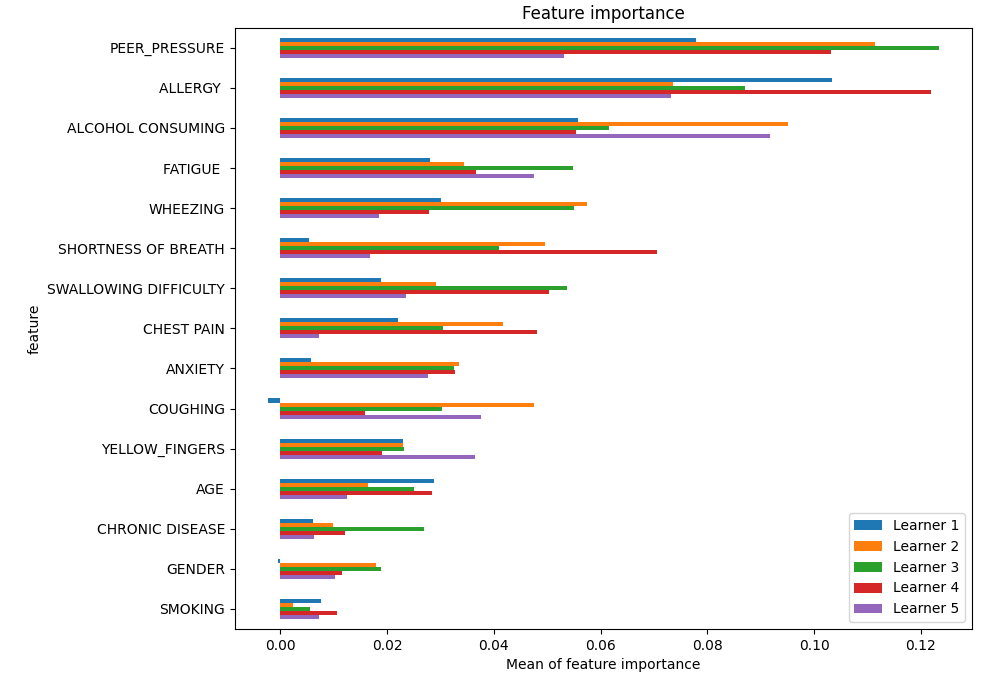 Feature importance
PEER_PRESSURE
ALLERGY
ALCOHOL CONSUMING
FATIGUE
WHEEZING
SHORTNESS OF BREATH
SWALLOWING DIFFICULTY
CHEST PAIN
ANXIETY
COUGHING
YELLOW_FINGERS
AGE
CHRONIC DISEASE
GENDER
SMOKING
feature
Learner 1
Learner 2
Learner 3
Learner 4
Learner 5
0.00 0.02 0.04 0.06 0.08 0.10 0.12
Mean of feature importance